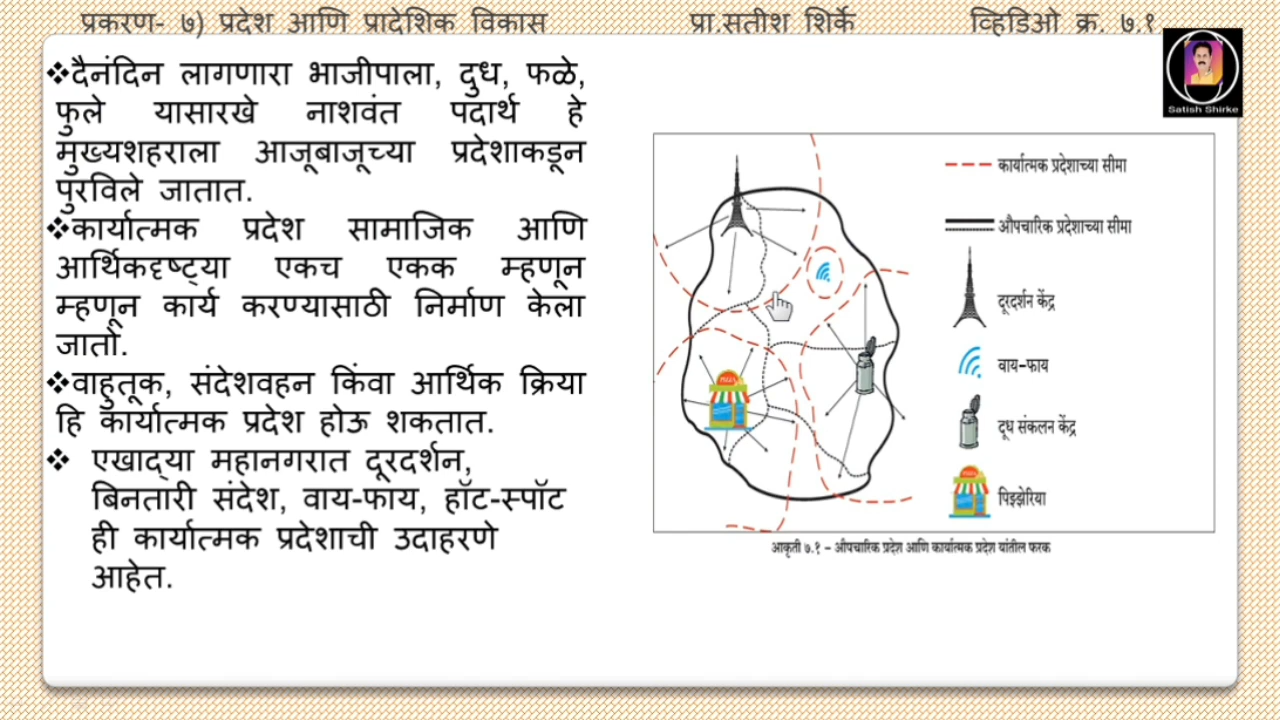 प्रकरण- ७) प्रदेश आणि प्रादेशिक विकास प्रा.सतीश शिर्के व्हिडिओ क्र. ७.१
Satish Shirke
❖दैनंदिन लागणारा भाजीपाला, दुध, फळे,
फुले यासारखे नाशवंत पदार्थ हे
मुख्यशहराला आजूबाजूच्या प्रदेशाकडून
पुरविले जातात.
❖कार्यात्मक प्रदेश सामाजिक आणि
आर्थिकदृष्ट्या एकच एकक म्हणून
म्हणून कार्य करण्यासाठी निर्माण केला
जातो.
❖वाहुतूक, संदेशवहन किंवा आर्थिक क्रिया
हि कार्यात्मक प्रदेश होऊ शकतात.
❖ एखाद्या महानगरात दूरदर्शन,
बिनतारी संदेश, वाय-फाय, हॉट-स्पॉट
ही कार्यात्मक प्रदेशाची उदाहरणे
आहेत.
कार्यात्मक प्रदेशाच्या सीमा
औपचारिक प्रदेशाच्या सीमा
दूरदर्शन केंद्र
वाय-फाय
दूध संकलन केंद्र
पिझ्झेरिया
आकृती ७.१ - औपचारिक प्रदेश आणि कार्यात्मक प्रदेश यांतील फरक